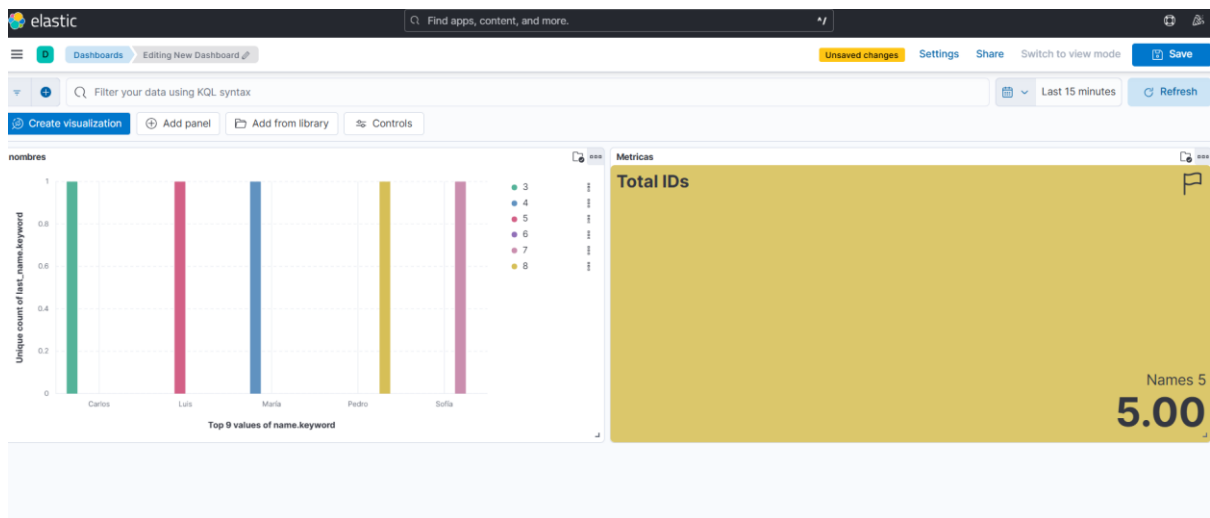 elastic
Find apps, content, and more.
^/
D
Dashboards
Editing New Dashboard
Unsaved changes
Settings
Share
Switch to view mode
Save
Filter your data using KQL syntax
Last 15 minutes
Refresh
Create visualization
Add panel
Add from library
Controls
nombres
Unique count of last_name.keyword
1
0.8
0.6
0.4
0.2
0
Carlos
Luis
María
Pedro
Sofía
Top 9 values of name.keyword
3
4
5
6
7
8
Metricas
Total IDs
Names 5
5.00